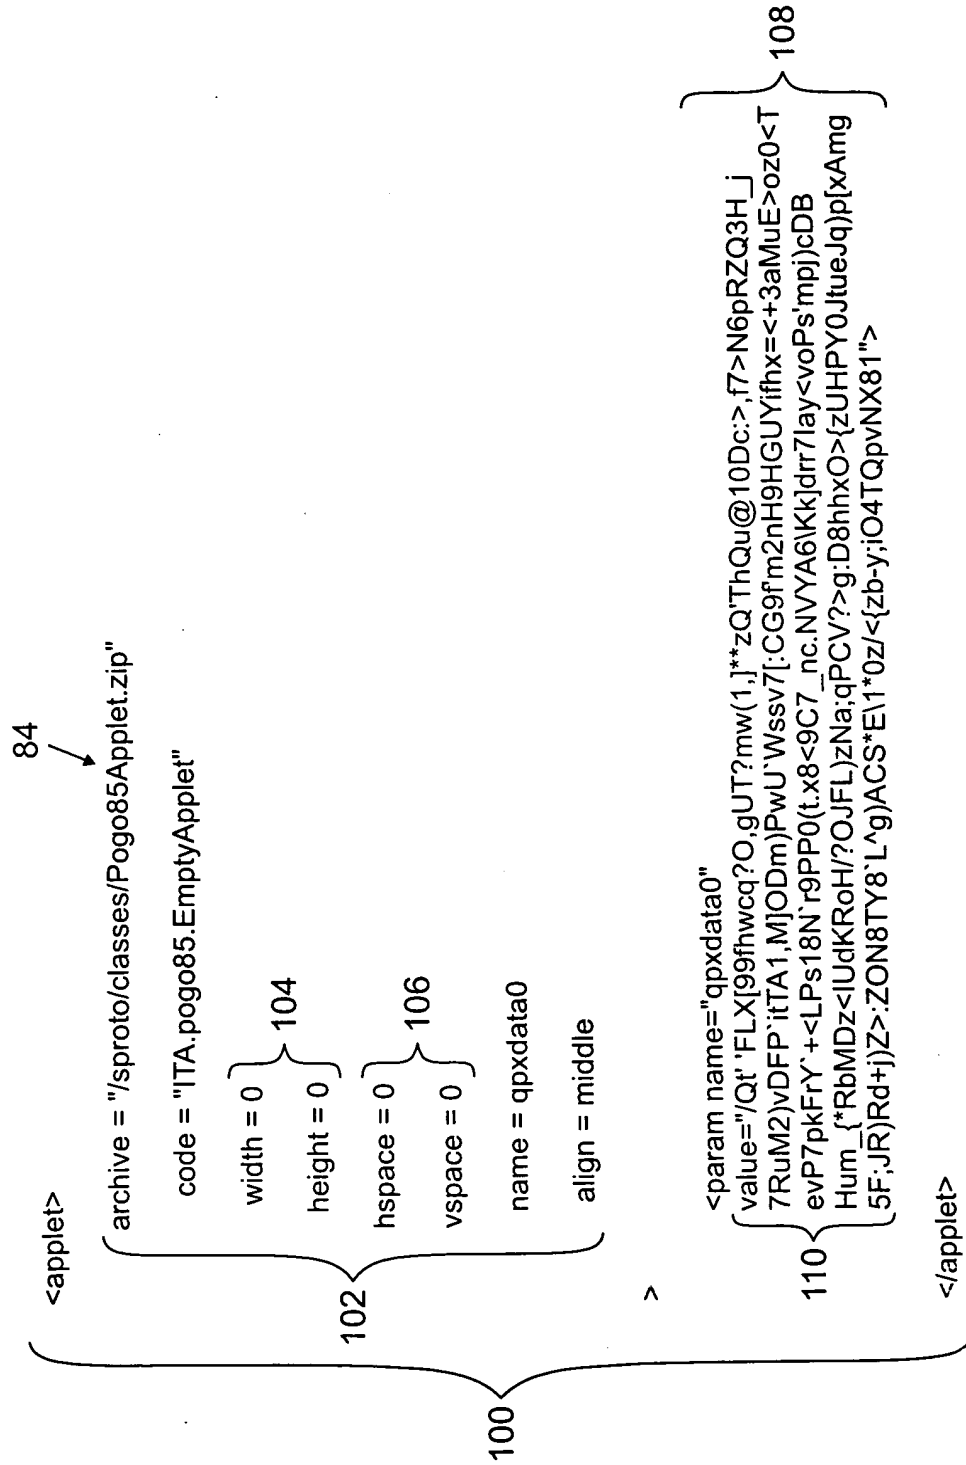 84
<applet>
archive = "/sproto/classes/Pogo85Applet.zip"
code = "ITA.pogo85.EmptyApplet"
width = 0
height = 0
104
hspace = 0
vspace = 0
106
name = qpxdata0
align = middle
102
>
100
<param name="qpxdata0"
value="/Qt' 'FLX[99fhwcq?O,gUT?mw(1,]**zQ'ThQu@10Dc:>,f7>N6pRZQ3H_j
7RuM2)vDFP`itTA1,M]ODm)PwU`Wssv7[:CG9f'm2nH9HGUYifhx=<+3aMuE>oz0<T
evP7pkFrY`+<LPs18N`r9PP0(t.x8<9C7_nc.NVYA6\Kk]drr7lay<voPs'mpj)cDB
Hum_{*RbMDz<IUdKRoH/?OJFL)zNa;qPCV?>g:D8hhxO>{zUHPY0JtueJq)p[xAmg
5F;JR)Rd+j)Z>:ZON8TY8`L^g)ACS*E\1*0z/<{zb-y;iO4TQpvNX81">
108
110
</applet>